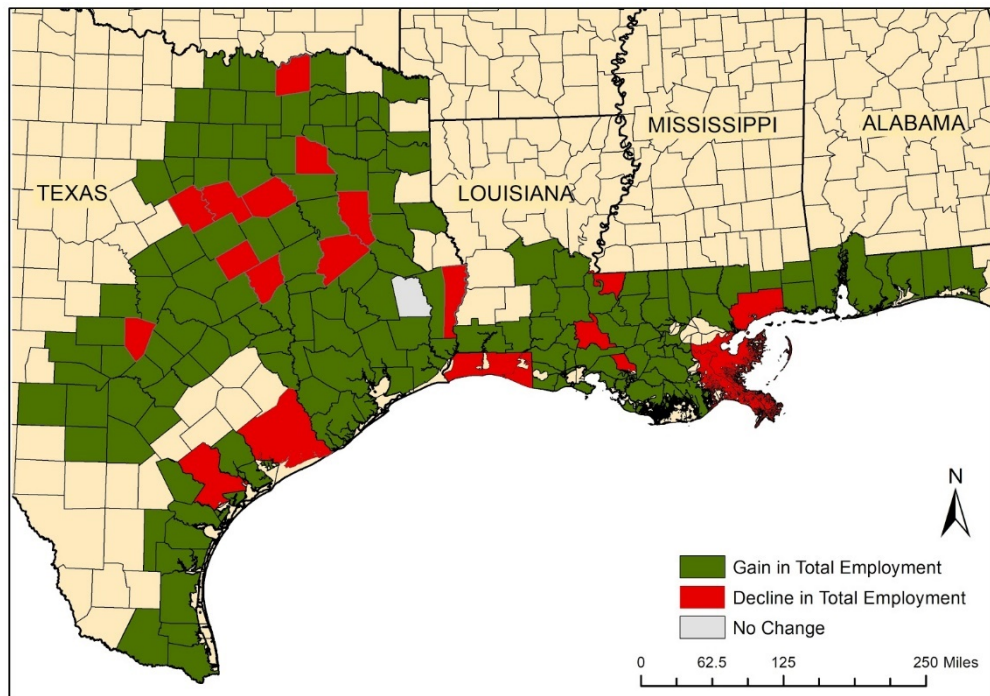 MISSISSIPPI
ALABAMA
TEXAS
LOUISIANA
N
Gain in Total Employment
Decline in Total Employment
No Change
0 62.5 125 250 Miles